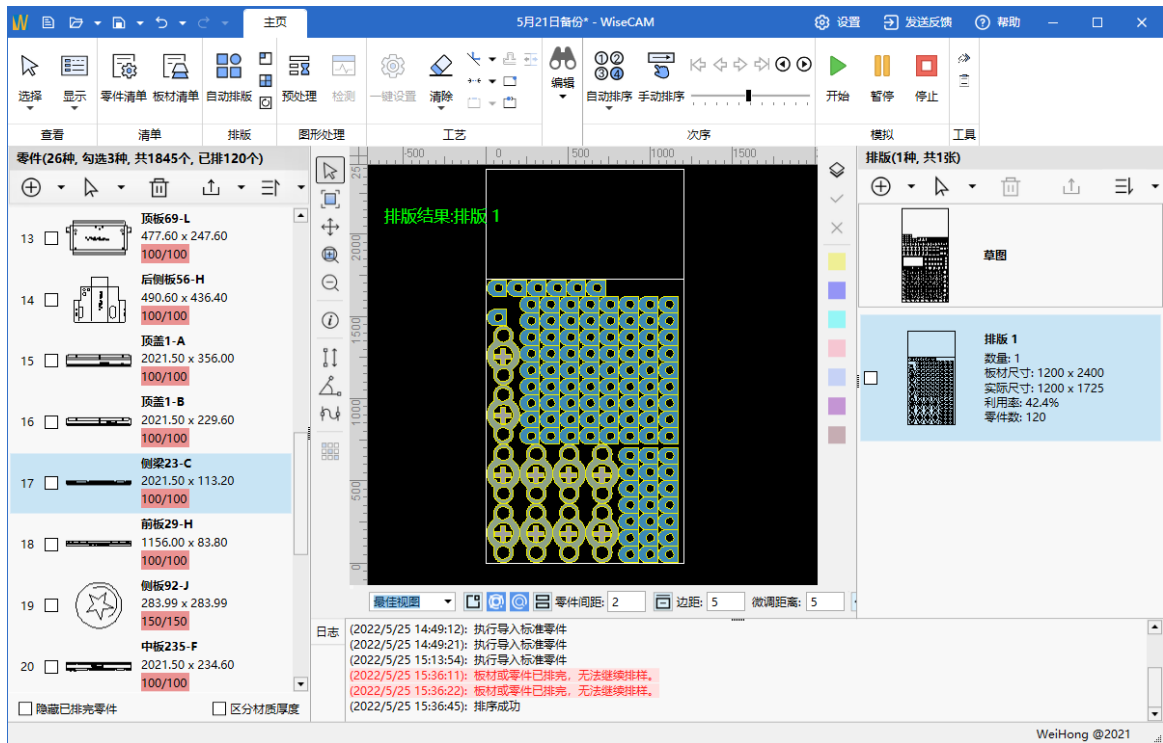 5月21日备份* - WiseCAM
主页
设置
发送反馈
帮助
选择
显示
零件清单
板材清单
自动排版
预处理
检测
一键设置
清除
编辑
自动排序
手动排序
开始
暂停
停止
查看
清单
排版
图形处理
工艺
次序
模拟
工具
零件(26种, 勾选3种, 共1845个, 已排120个)
13
顶板69-L
477.60 x 247.60
100/100
14
后侧板56-H
490.60 x 436.40
100/100
15
顶盖1-A
2021.50 x 356.00
100/100
16
顶盖1-B
2021.50 x 229.60
100/100
17
侧梁23-C
2021.50 x 113.20
100/100
18
前板29-H
1156.00 x 83.80
100/100
19
侧板92-J
283.99 x 283.99
150/150
20
中板235-F
2021.50 x 234.60
100/100
隐藏已排完零件
区分材质厚度
-500
0
500
1000
1500
25
2000
1500
1000
500
0
排版结果:排版 1
最佳视图
零件间距: 2
边距: 5
微调距离: 5
日志
(2022/5/25 14:49:12): 执行导入标准零件
(2022/5/25 14:49:21): 执行导入标准零件
(2022/5/25 15:13:54): 执行导入标准零件
(2022/5/25 15:36:11): 板材或零件已排完，无法继续排样。
(2022/5/25 15:36:22): 板材或零件已排完，无法继续排样。
(2022/5/25 15:36:45): 排序成功
排版(1种, 共1张)
草图
排版 1
数量: 1
板材尺寸: 1200 x 2400
实际尺寸: 1200 x 1725
利用率: 42.4%
零件数: 120
WeiHong @2021